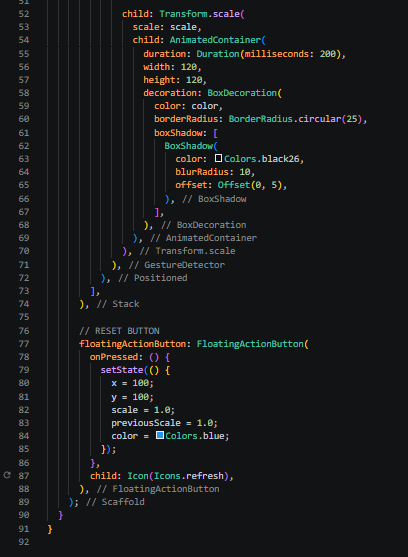 51
52 child: Transform.scale(
53 scale: scale,
54 child: AnimatedContainer(
55 duration: Duration(milliseconds: 200),
56 width: 120,
57 height: 120,
58 decoration: BoxDecoration(
59 color: color,
60 borderRadius: BorderRadius.circular(25),
61 boxShadow: [
62 BoxShadow(
63 color: Colors.black26,
64 blurRadius: 10,
65 offset: Offset(0, 5),
66 ), // BoxShadow
67 ],
68 ), // BoxDecoration
69 ), // AnimatedContainer
70 ), // Transform.scale
71 ), // GestureDetector
72 ), // Positioned
73 ],
74 ), // Stack
75
76 // RESET BUTTON
77 floatingActionButton: FloatingActionButton(
78 onPressed: () {
79 setState(() {
80 x = 100;
81 y = 100;
82 scale = 1.0;
83 previousScale = 1.0;
84 color = Colors.blue;
85 });
86 },
87 child: Icon(Icons.refresh),
88 ), // FloatingActionButton
89 ); // Scaffold
90 }
91 }
92